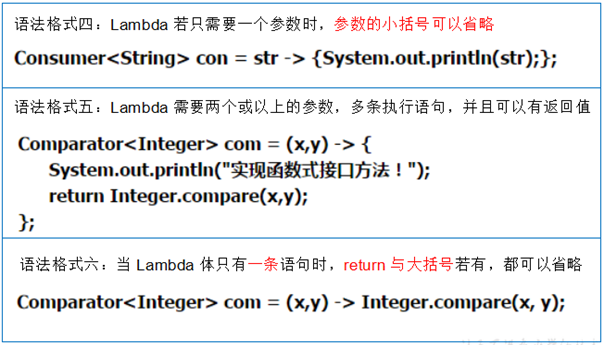 语法格式四：Lambda 若只需要一个参数时，参数的小括号可以省略
Consumer<String> con = str -> {System.out.println(str);};
语法格式五：Lambda 需要两个或以上的参数，多条执行语句，并且可以有返回值
Comparator<Integer> com = (x,y) -> {
System.out.println("实现函数式接口方法！");
return Integer.compare(x,y);
};
语法格式六：当 Lambda 体只有一条语句时，return 与大括号若有，都可以省略
Comparator<Integer> com = (x,y) -> Integer.compare(x, y);